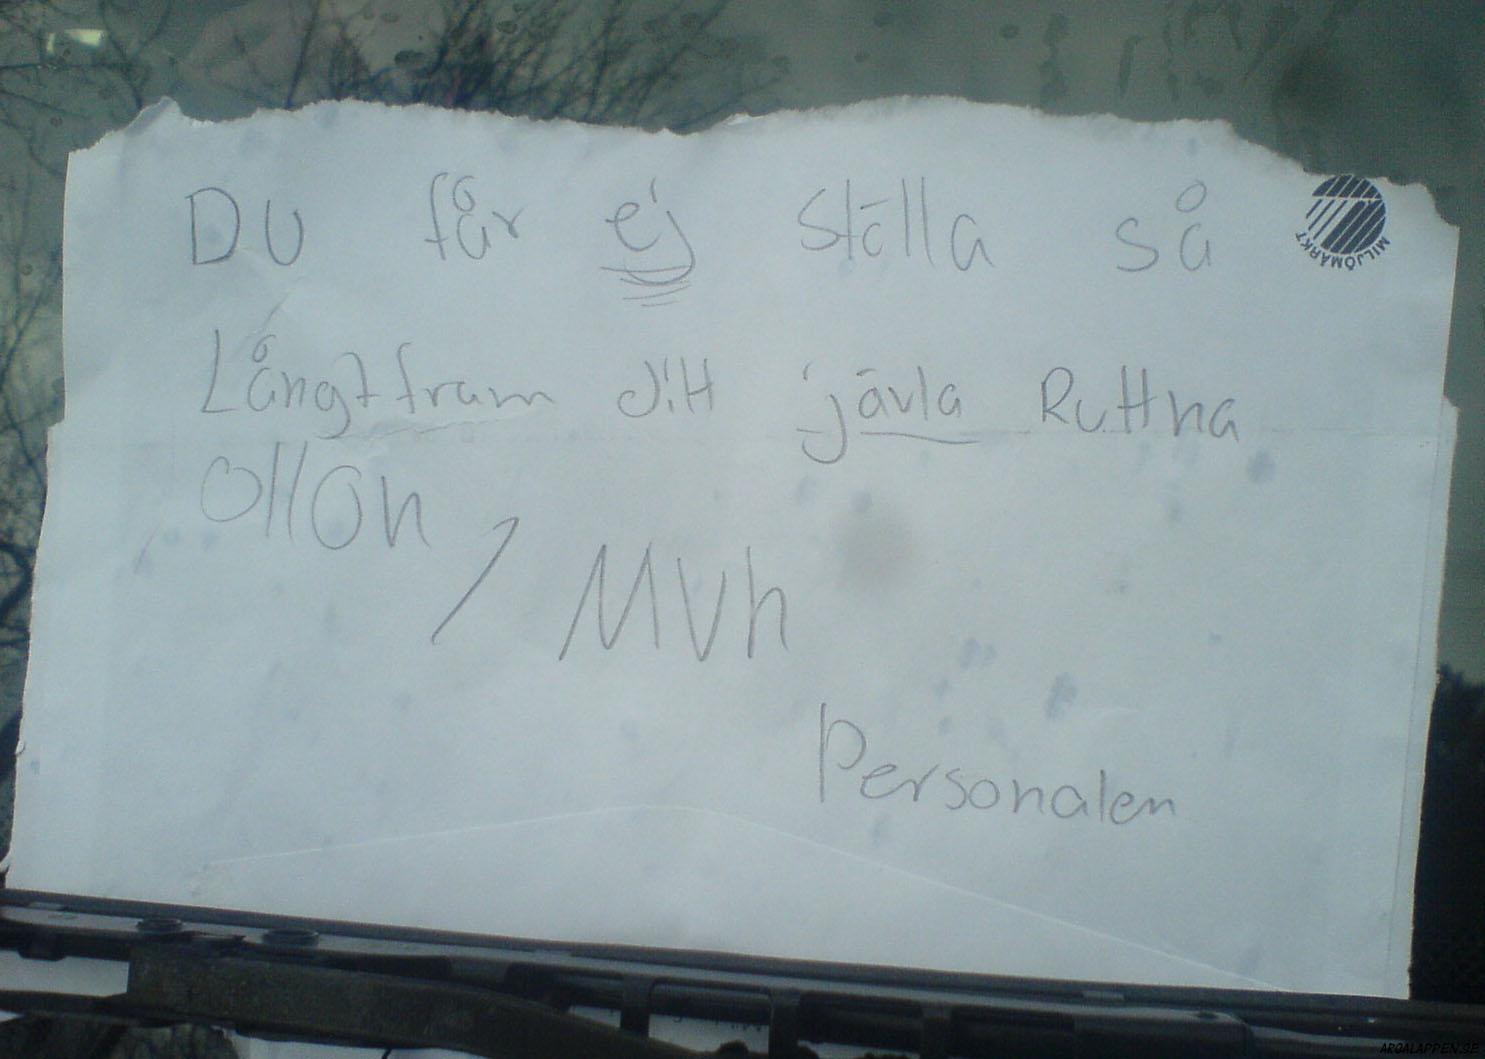 Du får ej ställa så
Långt fram ditt jävla Ruttna
ollon
/ Mvh
Personalen
MILJÖMÄRKT
ARGALAPPEN.SE